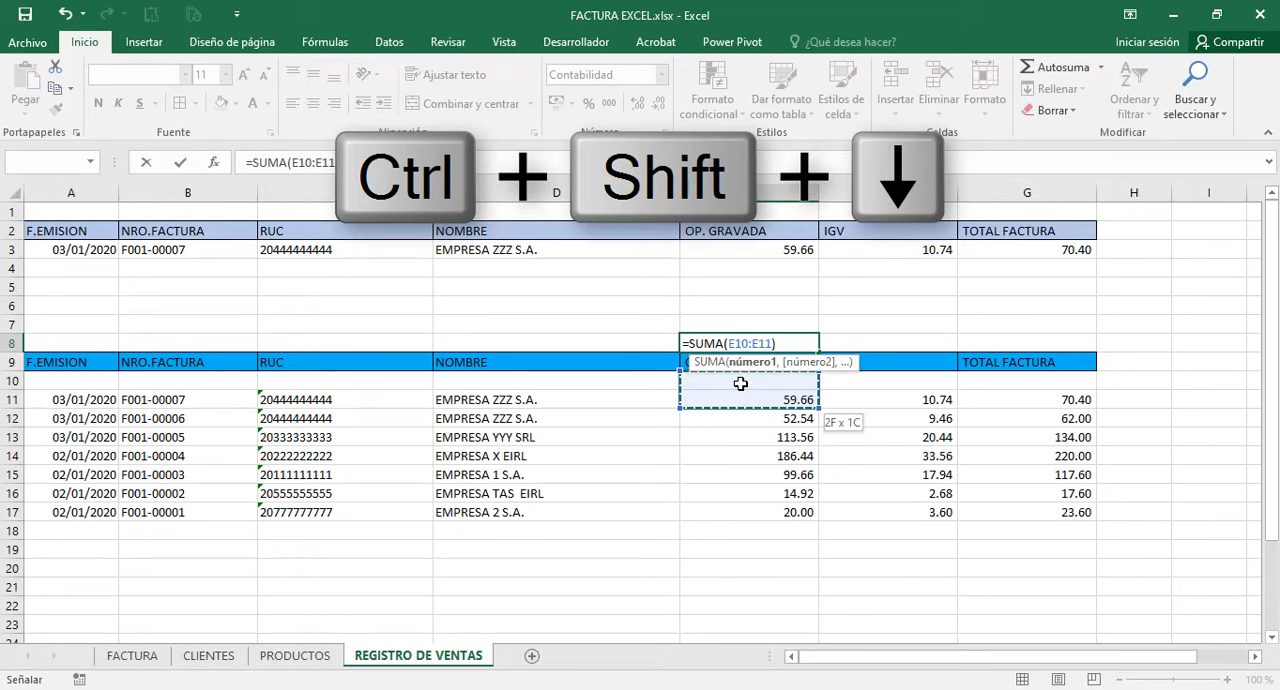 FACTURA EXCEL.xlsx - Excel
Archivo Inicio Insertar Diseño de página Fórmulas Datos Revisar Vista Desarrollador Acrobat Power Pivot ¿Qué desea hacer? Iniciar sesión Compartir
Pegar
Portapapeles
11 A A
N K S A
Fuente
Ajustar texto
Combinar y centrar
Contabilidad
% 000
Formato condicional
Dar formato como tabla
Estilos de celda
Estilos
Insertar
Eliminar
Formato
Celdas
Autosuma
Rellenar
Borrar
Ordenar y filtrar
Buscar y seleccionar
Modificar
fx =SUMA(E10:E11
Ctrl + Shift + ↓
A B C D G H I
1
2 F.EMISION NRO.FACTURA RUC NOMBRE OP. GRAVADA IGV TOTAL FACTURA
3 03/01/2020 F001-00007 20444444444 EMPRESA ZZZ S.A. 59.66 10.74 70.40
4
5
6
7
8 =SUMA(E10:E11)
SUMA(número1, [número2], ...)
9 F.EMISION NRO.FACTURA RUC NOMBRE TOTAL FACTURA
10
11 03/01/2020 F001-00007 20444444444 EMPRESA ZZZ S.A. 59.66 10.74 70.40
2F x 1C
12 03/01/2020 F001-00006 20444444444 EMPRESA ZZZ S.A. 52.54 9.46 62.00
13 03/01/2020 F001-00005 20333333333 EMPRESA YYY SRL 113.56 20.44 134.00
14 02/01/2020 F001-00004 20222222222 EMPRESA X EIRL 186.44 33.56 220.00
15 02/01/2020 F001-00003 20111111111 EMPRESA 1 S.A. 99.66 17.94 117.60
16 02/01/2020 F001-00002 20555555555 EMPRESA TAS EIRL 14.92 2.68 17.60
17 02/01/2020 F001-00001 20777777777 EMPRESA 2 S.A. 20.00 3.60 23.60
18
19
20
21
22
23
FACTURA CLIENTES PRODUCTOS REGISTRO DE VENTAS
Señalar 100 %